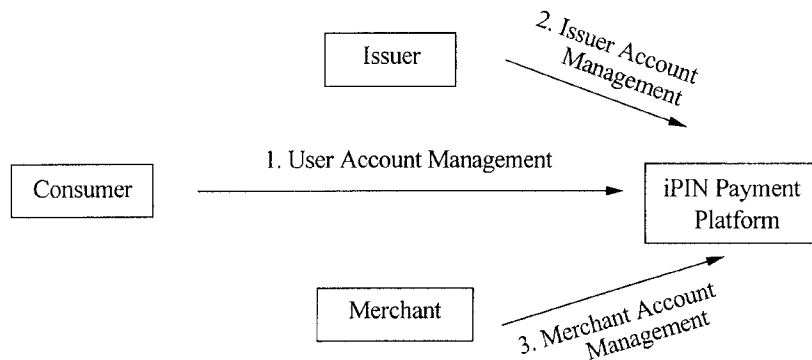 Issuer
2. Issuer Account
Management
1. User Account Management
Consumer
iPIN Payment
Platform
Merchant
3. Merchant Account
Management